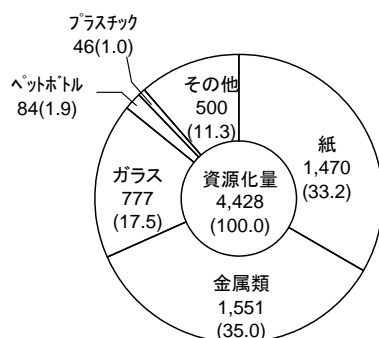 プラスチック
46(1.0)
ペットボトル
84(1.9)
その他
500
(11.3)
紙
1,470
(33.2)
ガラス
777
(17.5)
資源化量
4,428
(100.0)
金属類
1,551
(35.0)